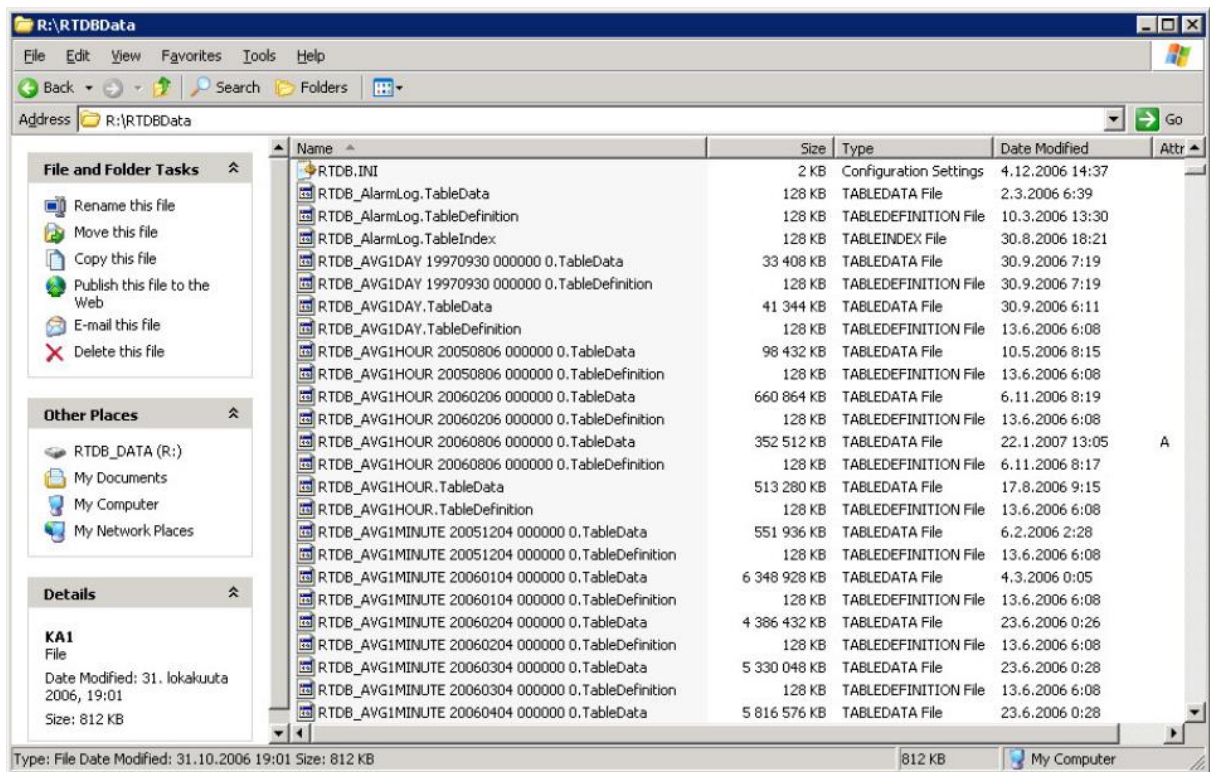 R:\RTDBData
File Edit View Favorites Tools Help
Back Search Folders
Address R:\RTDBData Go
File and Folder Tasks
Rename this file
Move this file
Copy this file
Publish this file to the
Web
E-mail this file
Delete this file
Other Places
RTDB_DATA (R:)
My Documents
My Computer
My Network Places
Details
KA1
File
Date Modified: 31. lokakuuta
2006, 19:01
Size: 812 KB
Name Size Type Date Modified Attr
RTDB.INI 2 KB Configuration Settings 4.12.2006 14:37
RTDB_AlarmLog.TableData 128 KB TABLEDATA File 2.3.2006 6:39
RTDB_AlarmLog.TableDefinition 128 KB TABLEDEFINITION File 10.3.2006 13:30
RTDB_AlarmLog.TableIndex 128 KB TABLEINDEX File 30.8.2006 18:21
RTDB_AVG1DAY 19970930 000000 0.TableData 33 408 KB TABLEDATA File 30.9.2006 7:19
RTDB_AVG1DAY 19970930 000000 0.TableDefinition 128 KB TABLEDEFINITION File 30.9.2006 7:19
RTDB_AVG1DAY.TableData 41 344 KB TABLEDATA File 30.9.2006 6:11
RTDB_AVG1DAY.TableDefinition 128 KB TABLEDEFINITION File 13.6.2006 6:08
RTDB_AVG1HOUR 20050806 000000 0.TableData 98 432 KB TABLEDATA File 10.5.2006 8:15
RTDB_AVG1HOUR 20050806 000000 0.TableDefinition 128 KB TABLEDEFINITION File 13.6.2006 6:08
RTDB_AVG1HOUR 20060206 000000 0.TableData 660 864 KB TABLEDATA File 6.11.2006 8:19
RTDB_AVG1HOUR 20060206 000000 0.TableDefinition 128 KB TABLEDEFINITION File 13.6.2006 6:08
RTDB_AVG1HOUR 20060806 000000 0.TableData 352 512 KB TABLEDATA File 22.1.2007 13:05 A
RTDB_AVG1HOUR 20060806 000000 0.TableDefinition 128 KB TABLEDEFINITION File 6.11.2006 8:17
RTDB_AVG1HOUR.TableData 513 280 KB TABLEDATA File 17.8.2006 9:15
RTDB_AVG1HOUR.TableDefinition 128 KB TABLEDEFINITION File 13.6.2006 6:08
RTDB_AVG1MINUTE 20051204 000000 0.TableData 551 936 KB TABLEDATA File 6.2.2006 2:28
RTDB_AVG1MINUTE 20051204 000000 0.TableDefinition 128 KB TABLEDEFINITION File 13.6.2006 6:08
RTDB_AVG1MINUTE 20060104 000000 0.TableData 6 348 928 KB TABLEDATA File 4.3.2006 0:05
RTDB_AVG1MINUTE 20060104 000000 0.TableDefinition 128 KB TABLEDEFINITION File 13.6.2006 6:08
RTDB_AVG1MINUTE 20060204 000000 0.TableData 4 386 432 KB TABLEDATA File 23.6.2006 0:26
RTDB_AVG1MINUTE 20060204 000000 0.TableDefinition 128 KB TABLEDEFINITION File 13.6.2006 6:08
RTDB_AVG1MINUTE 20060304 000000 0.TableData 5 330 048 KB TABLEDATA File 23.6.2006 0:28
RTDB_AVG1MINUTE 20060304 000000 0.TableDefinition 128 KB TABLEDEFINITION File 13.6.2006 6:08
RTDB_AVG1MINUTE 20060404 000000 0.TableData 5 816 576 KB TABLEDATA File 23.6.2006 0:28
Type: File Date Modified: 31.10.2006 19:01 Size: 812 KB 812 KB My Computer